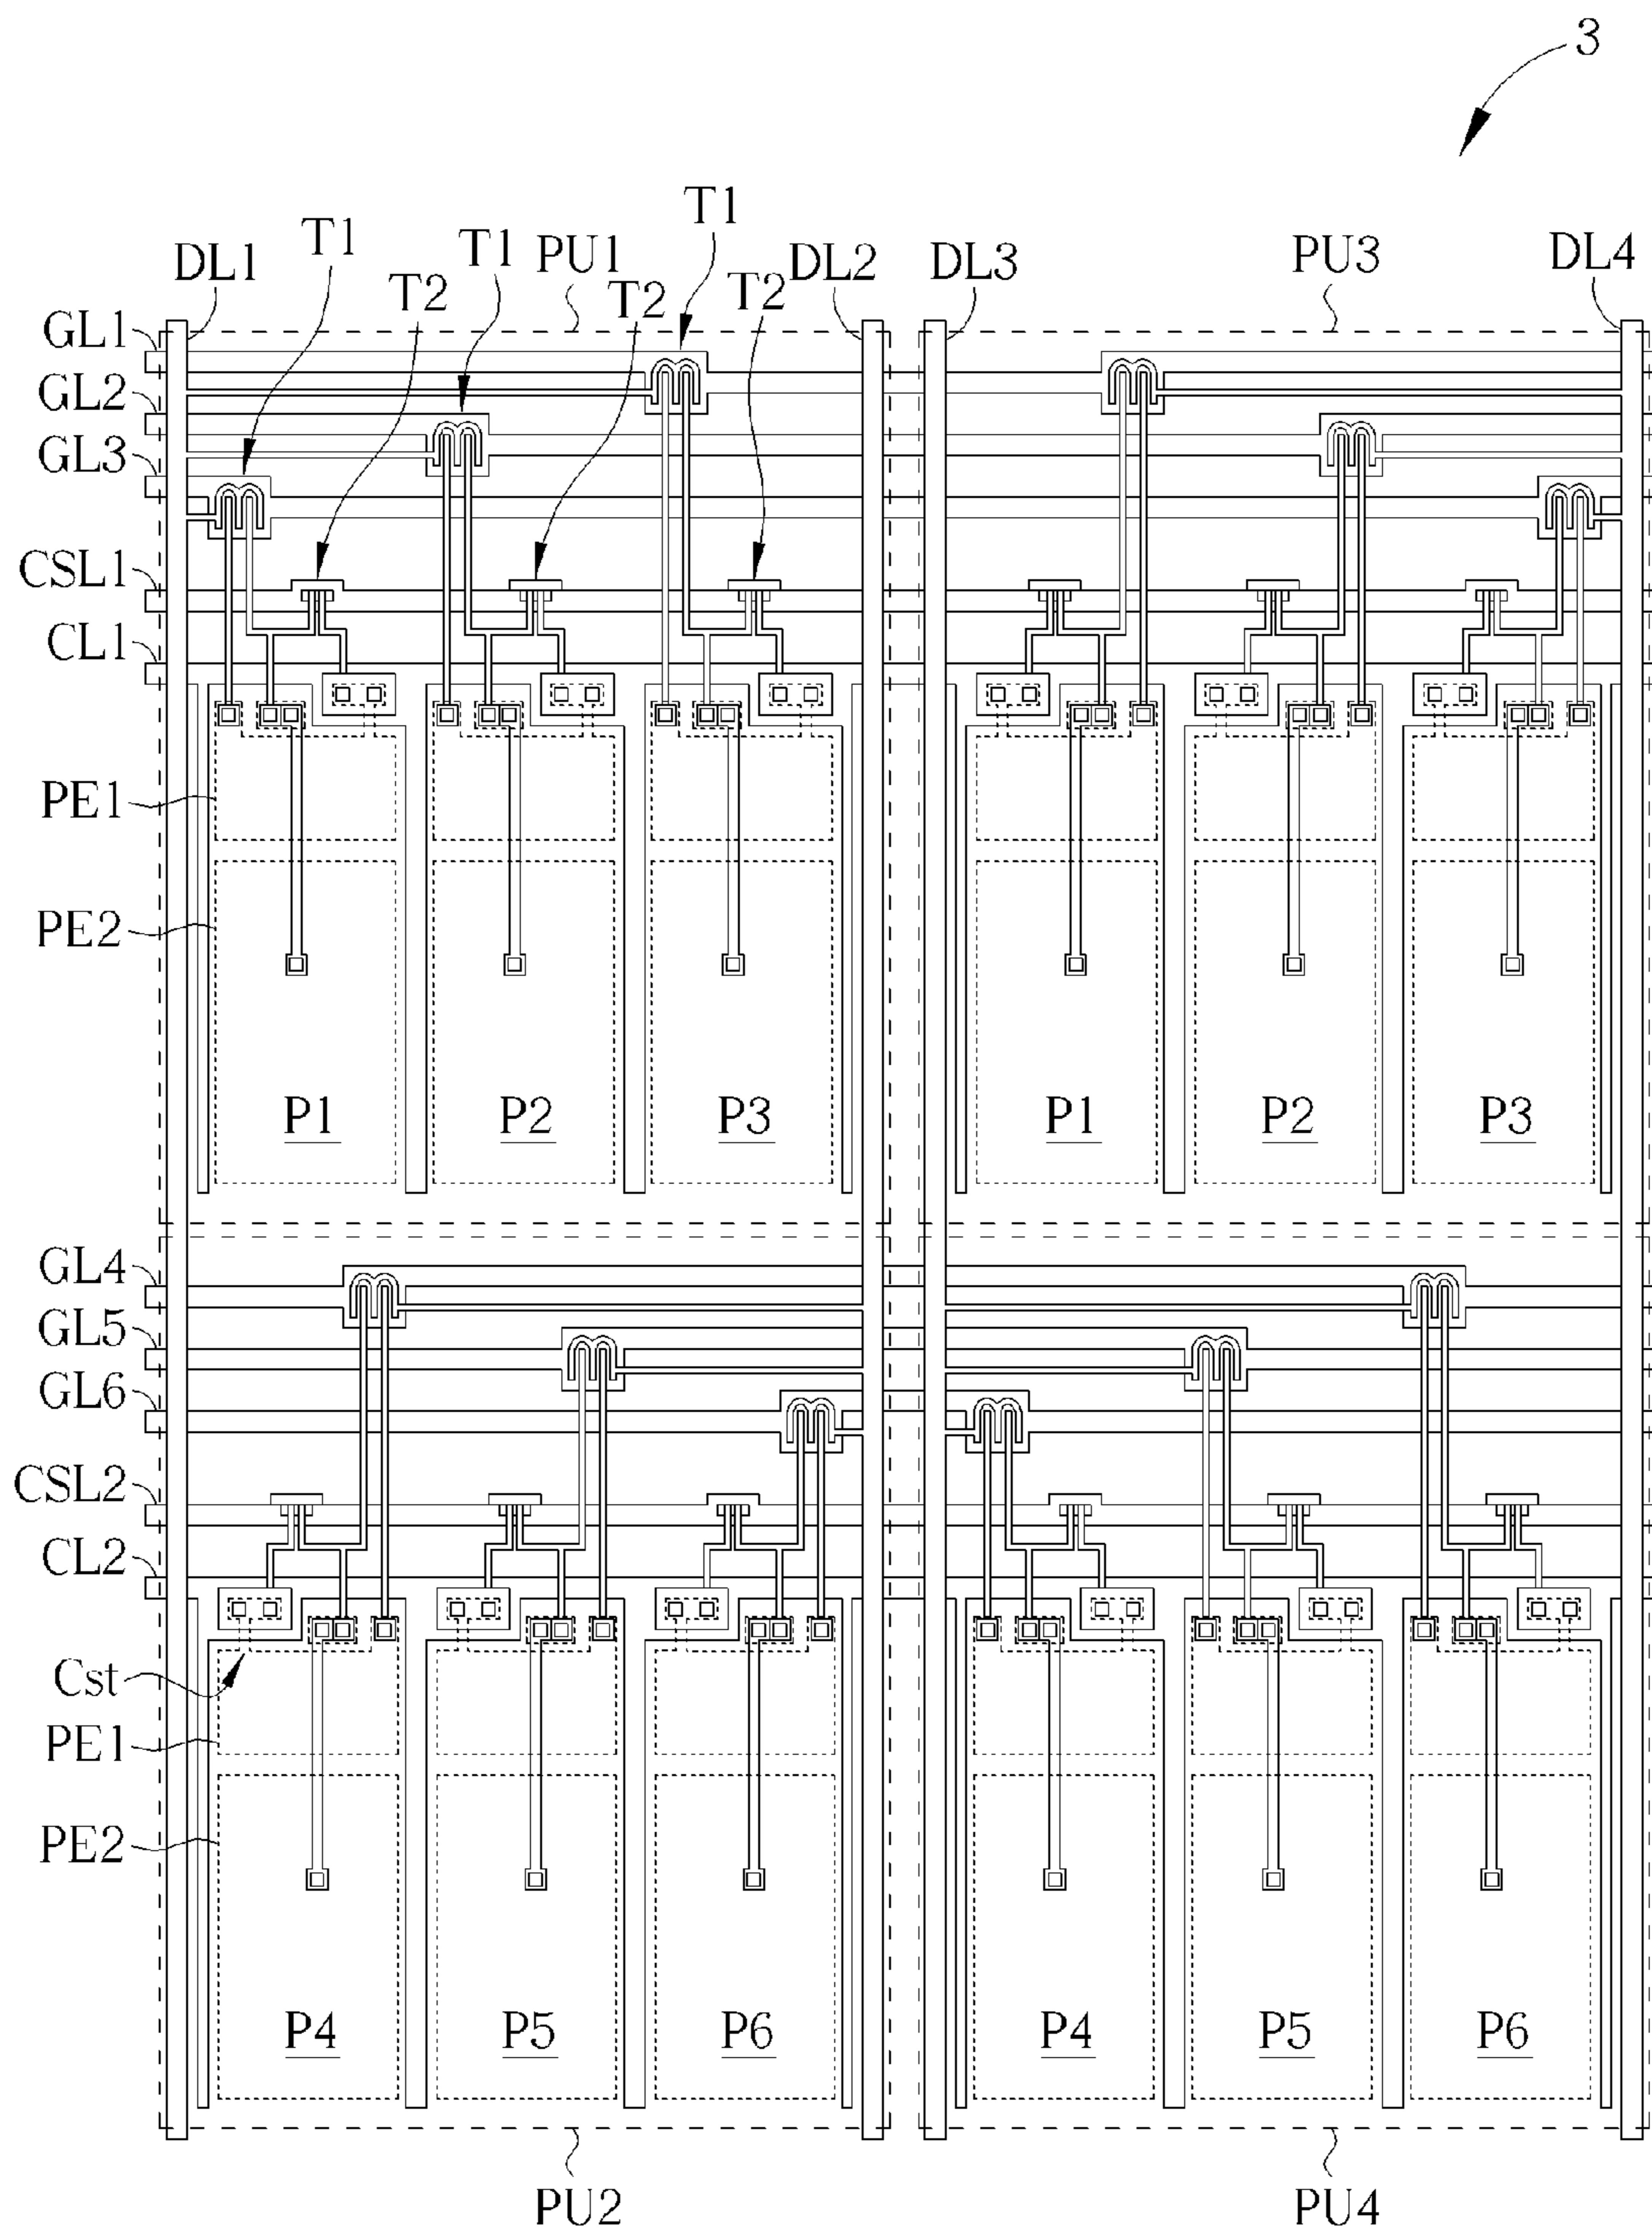 3
T1
T1 T1 PU1 DL2 DL3 PU3 DL4
DL1 T2 T2 T2
GL1
GL2
GL3
CSL1
CL1
PE1
PE2
P1 P2 P3 P1 P2 P3
GL4
GL5
GL6
CSL2
CL2
Cst
PE1
PE2
P4 P5 P6 P4 P5 P6
PU2 PU4